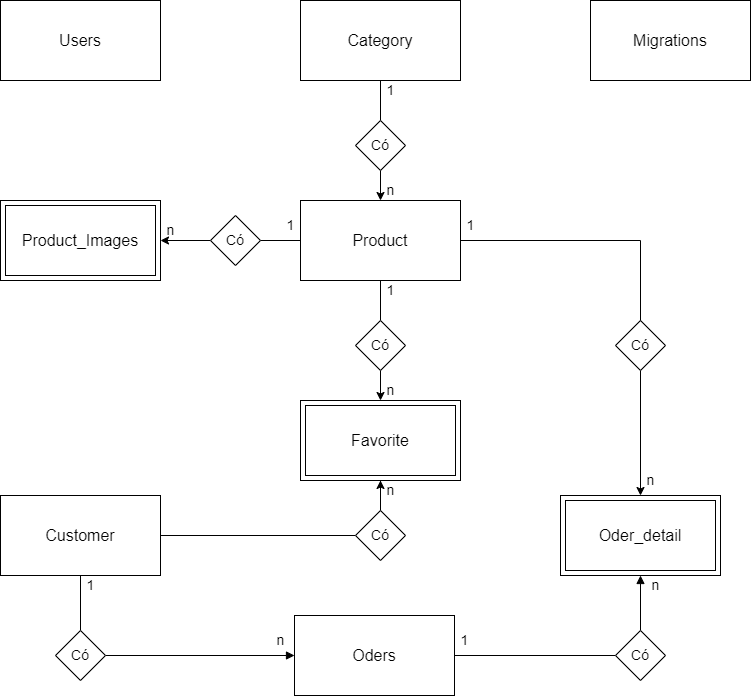 Users
Category
Migrations
1
Có
n
Product_Images
n
Có
1
Product
1
1
Có
n
Có
n
Favorite
n
Customer
Có
Oder_detail
1
n
Có
n
Oders
1
Có